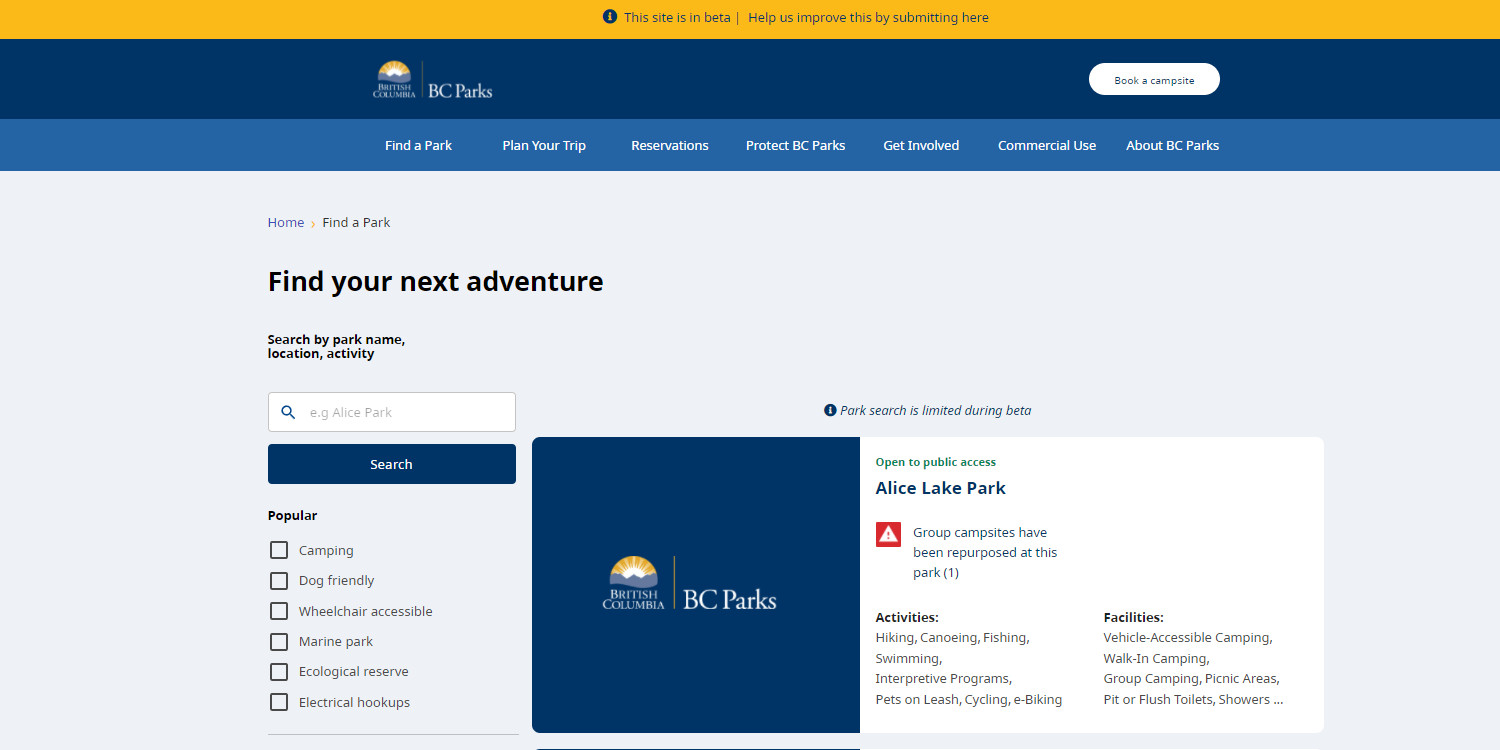 This site is in beta | Help us improve this by submitting here
BRITISH
COLUMBIA
BC Parks
Book a campsite
Find a Park
Plan Your Trip
Reservations
Protect BC Parks
Get Involved
Commercial Use
About BC Parks
Home › Find a Park
Find your next adventure
Search by park name,
location, activity
e.g Alice Park
Search
Popular
Camping
Dog friendly
Wheelchair accessible
Marine park
Ecological reserve
Electrical hookups
Park search is limited during beta
BRITISH
COLUMBIA
BC Parks
Open to public access
Alice Lake Park
Group campsites have
been repurposed at this
park (1)
Activities:
Hiking, Canoeing, Fishing,
Swimming,
Interpretive Programs,
Pets on Leash, Cycling, e-Biking
Facilities:
Vehicle-Accessible Camping,
Walk-In Camping,
Group Camping, Picnic Areas,
Pit or Flush Toilets, Showers ...